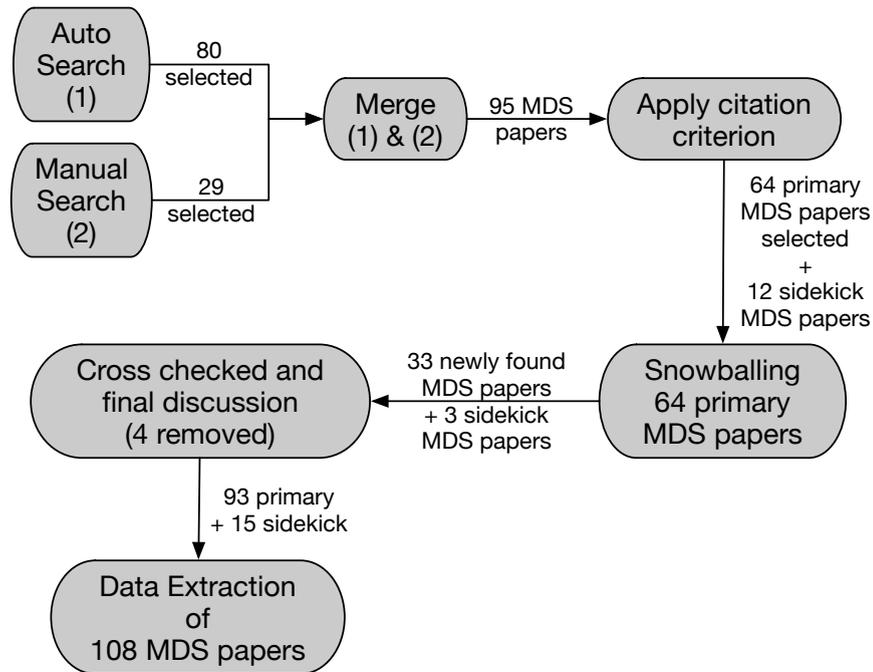 Auto
Search
(1)
80
selected
Manual
Search
(2)
29
selected
Merge
(1) & (2)
95 MDS
papers
Apply citation
criterion
64 primary
MDS papers
selected
+
12 sidekick
MDS papers
Snowballing
64 primary
MDS papers
33 newly found
MDS papers
+ 3 sidekick
MDS papers
Cross checked and
final discussion
(4 removed)
93 primary
+ 15 sidekick
Data Extraction
of
108 MDS papers